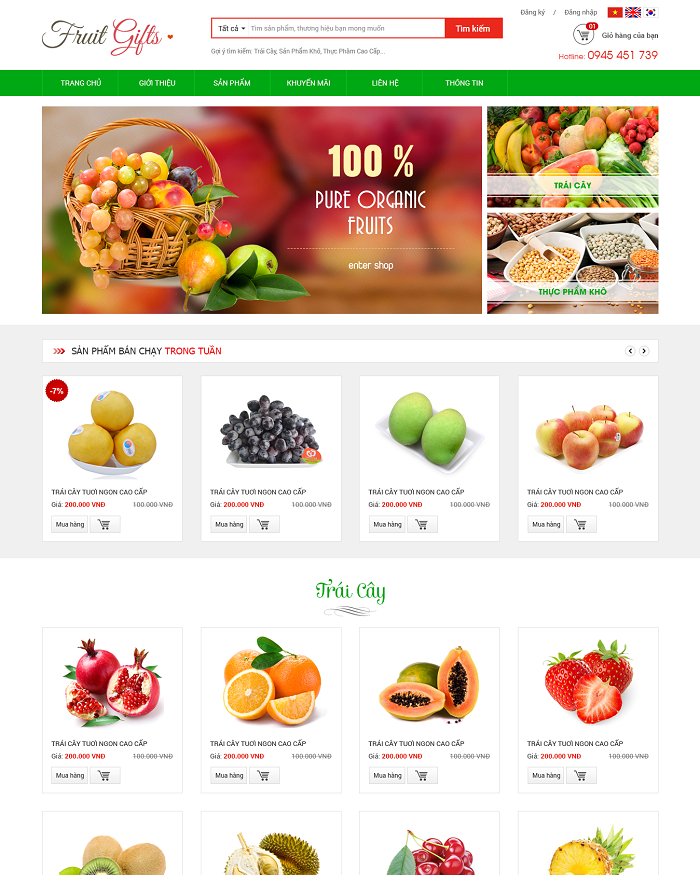 Đăng ký / Đăng nhập
Fruit Gifts
Tất cả Tìm sản phẩm, thương hiệu bạn mong muốn Tìm kiếm
01
Giỏ hàng của bạn
Gợi ý tìm kiếm: Trái Cây, Sản Phẩm Khô, Thực Phẩm Cao Cấp...
Hotline: 0945 451 739
TRANG CHỦ GIỚI THIỆU SẢN PHẨM KHUYẾN MÃI LIÊN HỆ THÔNG TIN
100 %
PURE ORGANIC
FRUITS
enter shop
TRÁI CÂY
THỰC PHẨM KHÔ
SẢN PHẨM BÁN CHẠY TRONG TUẦN
-7%
TRÁI CÂY TƯƠI NGON CAO CẤP TRÁI CÂY TƯƠI NGON CAO CẤP TRÁI CÂY TƯƠI NGON CAO CẤP TRÁI CÂY TƯƠI NGON CAO CẤP
Giá: 200.000 VNĐ 100.000 VNĐ Giá: 200.000 VNĐ 100.000 VNĐ Giá: 200.000 VNĐ 100.000 VNĐ Giá: 200.000 VNĐ 100.000 VNĐ
Mua hàng Mua hàng Mua hàng Mua hàng
Trái Cây
TRÁI CÂY TƯƠI NGON CAO CẤP TRÁI CÂY TƯƠI NGON CAO CẤP TRÁI CÂY TƯƠI NGON CAO CẤP TRÁI CÂY TƯƠI NGON CAO CẤP
Giá: 200.000 VNĐ 100.000 VNĐ Giá: 200.000 VNĐ 100.000 VNĐ Giá: 200.000 VNĐ 100.000 VNĐ Giá: 200.000 VNĐ 100.000 VNĐ
Mua hàng Mua hàng Mua hàng Mua hàng